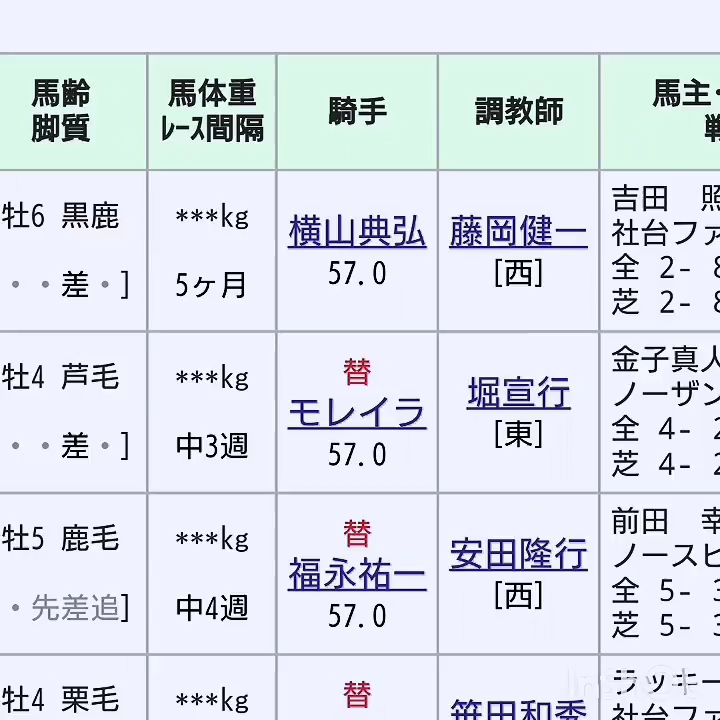 馬齢 馬体重 騎手 調教師 馬主・
脚質 ﾚｰｽ間隔
牡6 黒鹿 ***kg 横山典弘 藤岡健一 吉田 照
・・差・] 5ヶ月 57.0 [西] 社台ファ
全 2- 8
芝 2- 8
牡4 芦毛 ***kg 替 堀宣行 金子真人
・・差・] 中3週 モレイラ [東] ノーザン
57.0 全 4- 2
芝 4- 2
牡5 鹿毛 ***kg 替 安田隆行 前田 幸
・先差追] 中4週 福永祐一 [西] ノースヒ
57.0 全 5- 3
芝 5- 3
牡4 栗毛 ***kg 替 笹田和秀 ラッキー
社台ファ